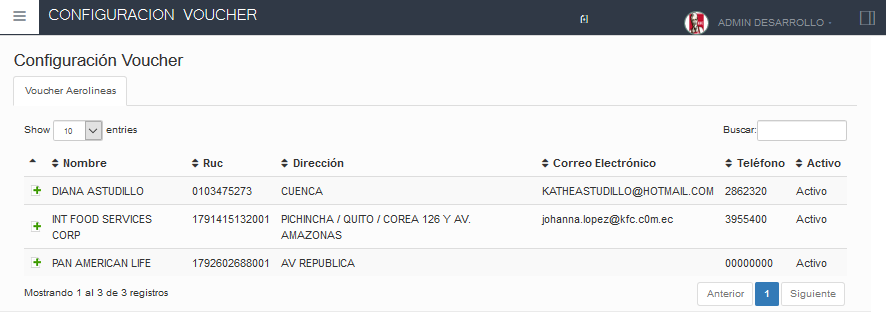 CONFIGURACION VOUCHER
ADMIN DESARROLLO
Configuración Voucher
Voucher Aerolineas
Show 10 entries
Buscar:
Nombre Ruc Dirección Correo Electrónico Teléfono Activo
DIANA ASTUDILLO 0103475273 CUENCA KATHEASTUDILLO@HOTMAIL.COM 2862320 Activo
INT FOOD SERVICES 1791415132001 PICHINCHA / QUITO / COREA 126 Y AV. johanna.lopez@kfc.c0m.ec 3955400 Activo
CORP AMAZONAS
PAN AMERICAN LIFE 1792602688001 AV REPUBLICA 00000000 Activo
Mostrando 1 al 3 de 3 registros
Anterior 1 Siguiente